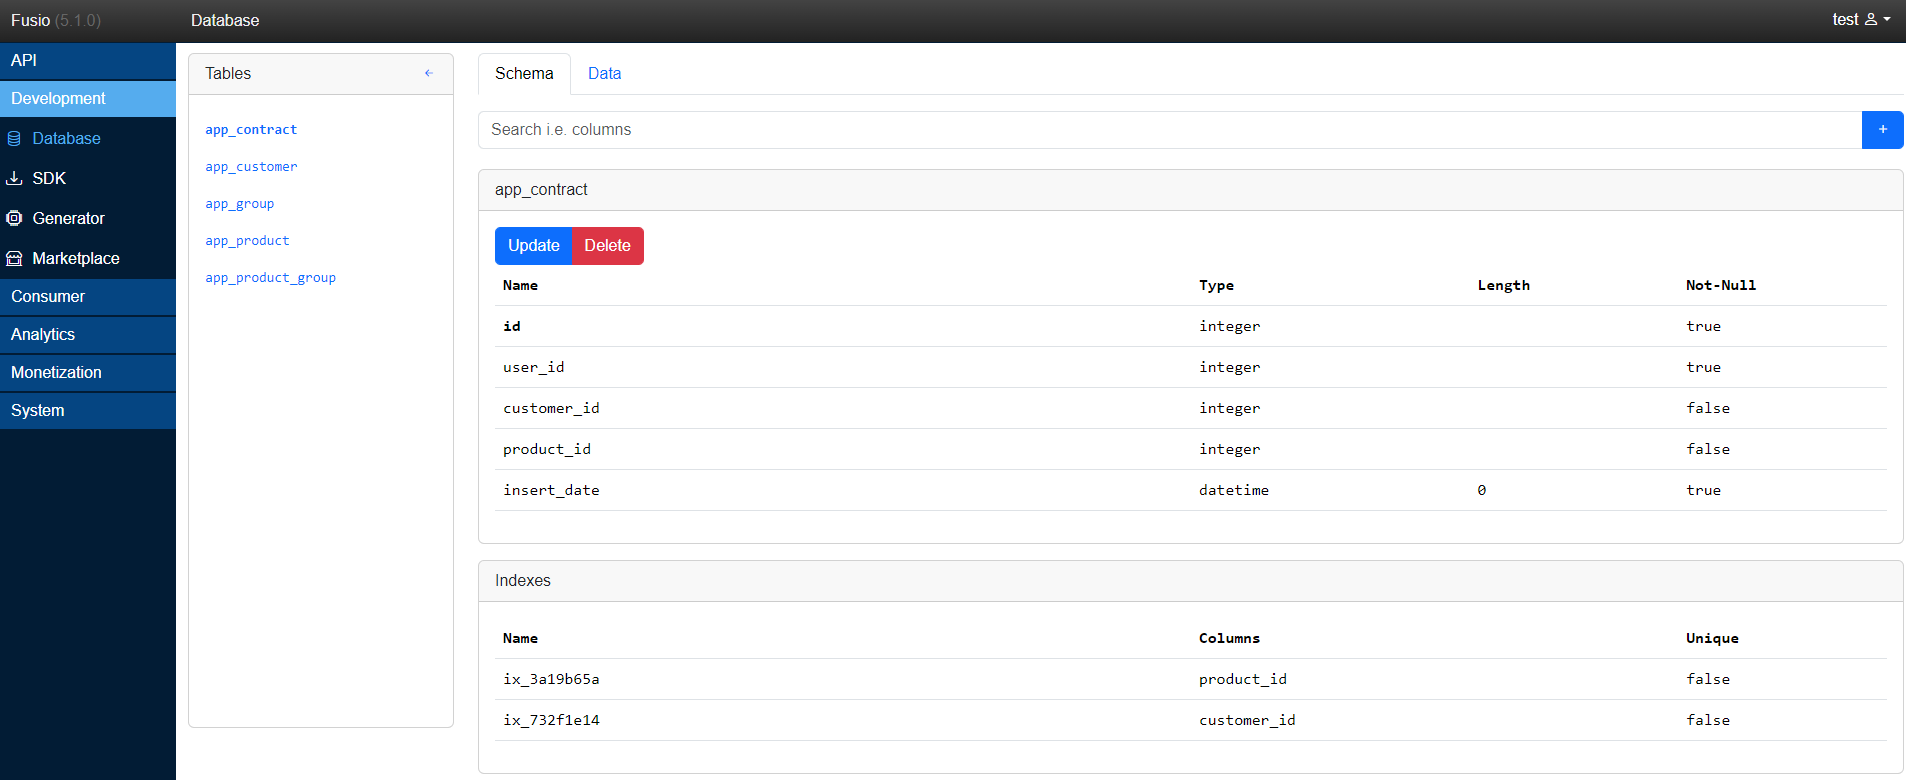 Fusio (5.1.0)
Database
test
API
Development
Database
SDK
Generator
Marketplace
Consumer
Analytics
Monetization
System
Tables
app_contract
app_customer
app_group
app_product
app_product_group
Schema Data
Search i.e. columns
+
app_contract
Update Delete
Name Type Length Not-Null
id integer true
user_id integer true
customer_id integer false
product_id integer false
insert_date datetime 0 true
Indexes
Name Columns Unique
ix_3a19b65a product_id false
ix_732f1e14 customer_id false